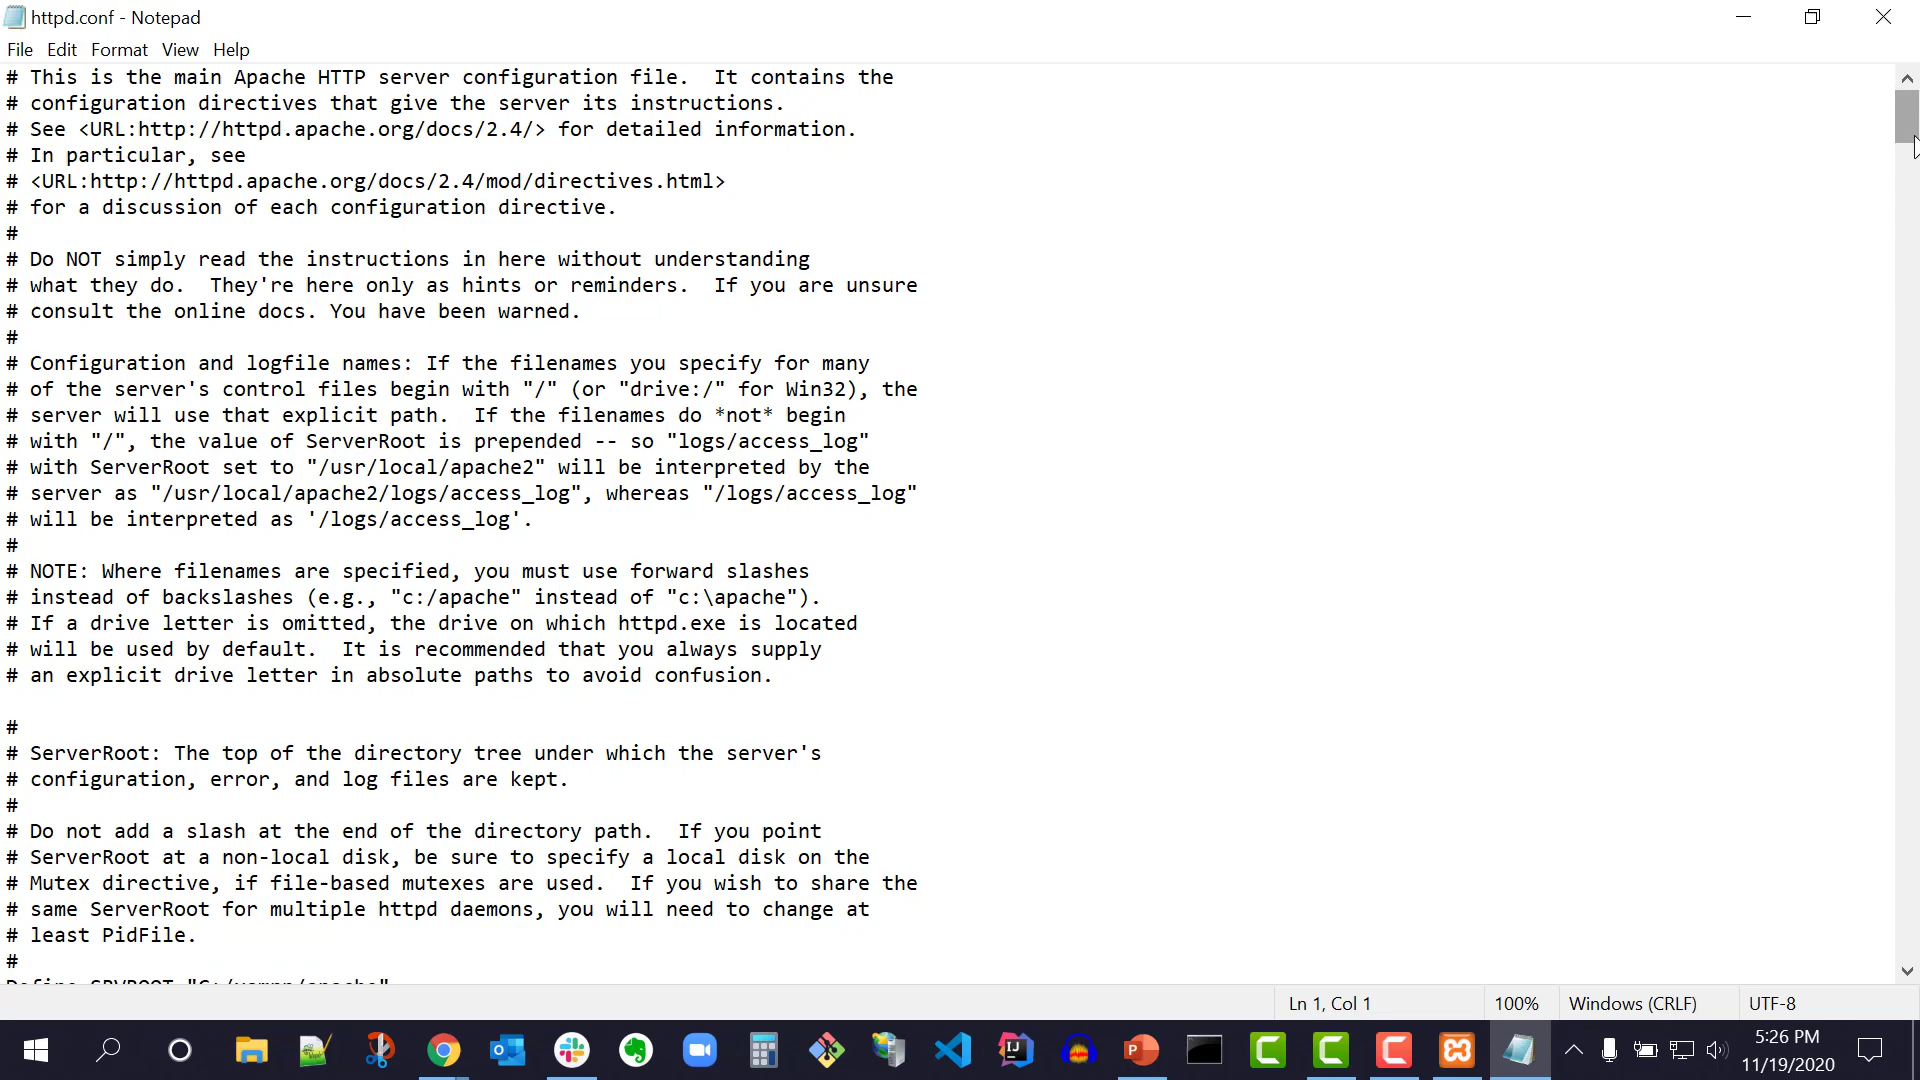 httpd.conf - Notepad
File Edit Format View Help
# This is the main Apache HTTP server configuration file.  It contains the
# configuration directives that give the server its instructions.
# See <URL:http://httpd.apache.org/docs/2.4/> for detailed information.
# In particular, see
# <URL:http://httpd.apache.org/docs/2.4/mod/directives.html>
# for a discussion of each configuration directive.
#
# Do NOT simply read the instructions in here without understanding
# what they do.  They're here only as hints or reminders.  If you are unsure
# consult the online docs. You have been warned.
#
# Configuration and logfile names: If the filenames you specify for many
# of the server's control files begin with "/" (or "drive:/" for Win32), the
# server will use that explicit path.  If the filenames do *not* begin
# with "/", the value of ServerRoot is prepended -- so "logs/access_log"
# with ServerRoot set to "/usr/local/apache2" will be interpreted by the
# server as "/usr/local/apache2/logs/access_log", whereas "/logs/access_log"
# will be interpreted as '/logs/access_log'.
#
# NOTE: Where filenames are specified, you must use forward slashes
# instead of backslashes (e.g., "c:/apache" instead of "c:\apache").
# If a drive letter is omitted, the drive on which httpd.exe is located
# will be used by default.  It is recommended that you always supply
# an explicit drive letter in absolute paths to avoid confusion.
#
# ServerRoot: The top of the directory tree under which the server's
# configuration, error, and log files are kept.
#
# Do not add a slash at the end of the directory path.  If you point
# ServerRoot at a non-local disk, be sure to specify a local disk on the
# Mutex directive, if file-based mutexes are used.  If you wish to share the
# same ServerRoot for multiple httpd daemons, you will need to change at
# least PidFile.
#
Define SRVROOT "C:/xampp/apache"
Ln 1, Col 1 100% Windows (CRLF) UTF-8
5:26 PM
11/19/2020